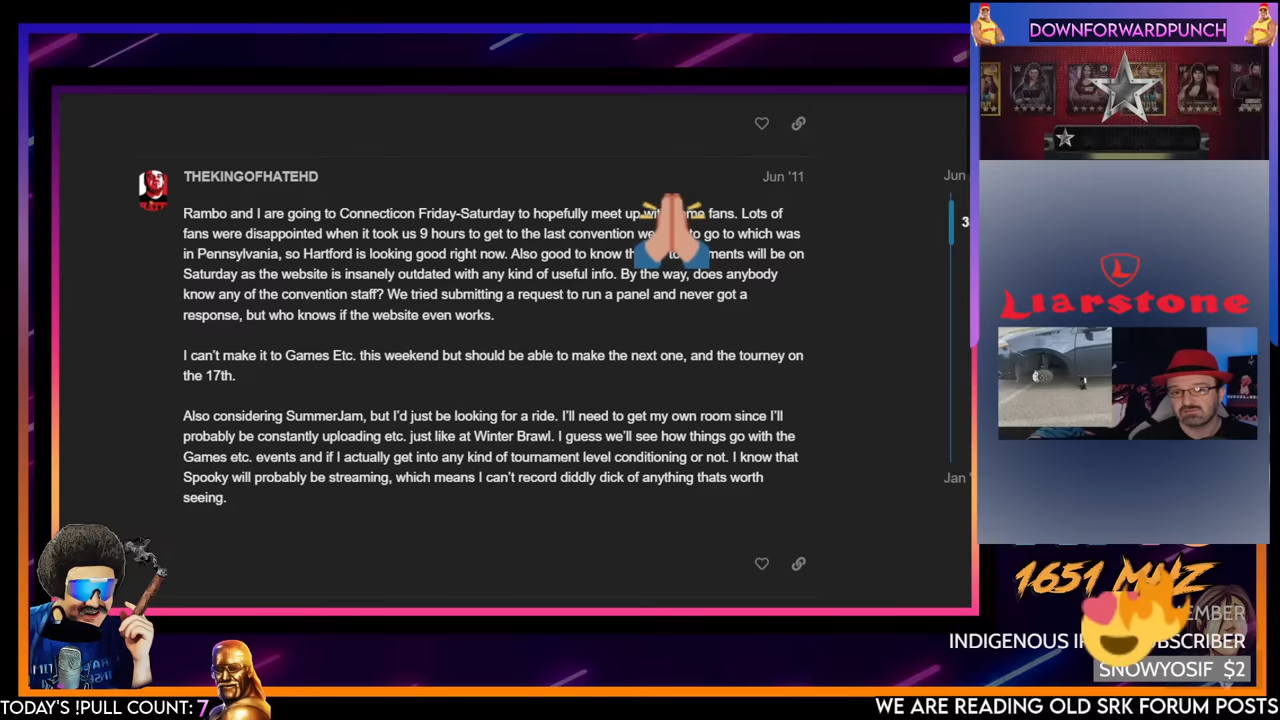 DOWNFORWARDPUNCH
THEKINGOFHATEHD
Jun '11
Rambo and I are going to Connecticon Friday-Saturday to hopefully meet up fans. Lots of
fans were disappointed when it took us 9 hours to get to the last convention to go to which was
in Pennsylvania, so Hartford is looking good right now. Also good to know will be on
Saturday as the website is insanely outdated with any kind of useful info. By the way, does anybody
know any of the convention staff? We tried submitting a request to run a panel and never got a
response, but who knows if the website even works.
I can't make it to Games Etc. this weekend but should be able to make the next one, and the tourney on
the 17th.
Also considering SummerJam, but I'd just be looking for a ride. I'll need to get my own room since I'll
probably be constantly uploading etc. just like at Winter Brawl. I guess we'll see how things go with the
Games etc. events and if I actually get into any kind of tournament level conditioning or not. I know that
Spooky will probably be streaming, which means I can't record diddly dick of anything thats worth
seeing.
Jun
3
Jan '
L
Liarstone
1651 MNZ
INDIGENOUS
SNOWYOSIF $2
TODAY'S !PULL COUNT: 7
WE ARE READING OLD SRK FORUM POSTS